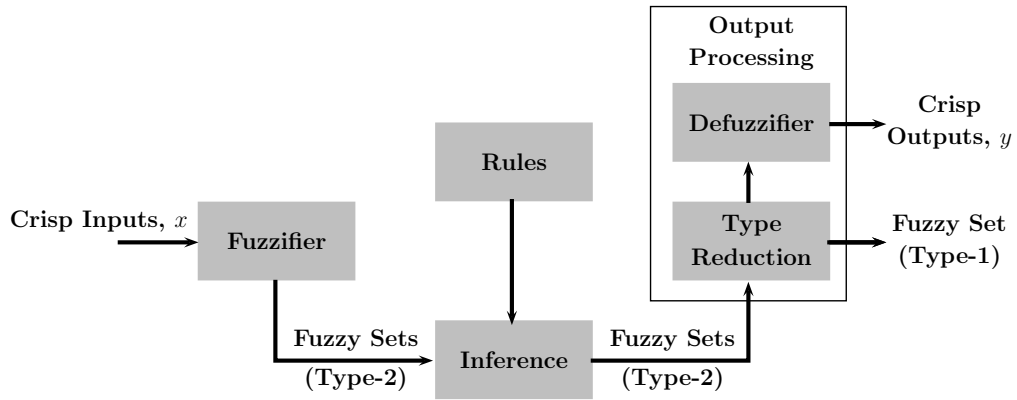 Output
Processing
Defuzzifier
Crisp
Outputs, y
Rules
Crisp Inputs, x
Fuzzifier
Type
Reduction
Fuzzy Set
(Type-1)
Fuzzy Sets
(Type-2)
Inference
Fuzzy Sets
(Type-2)